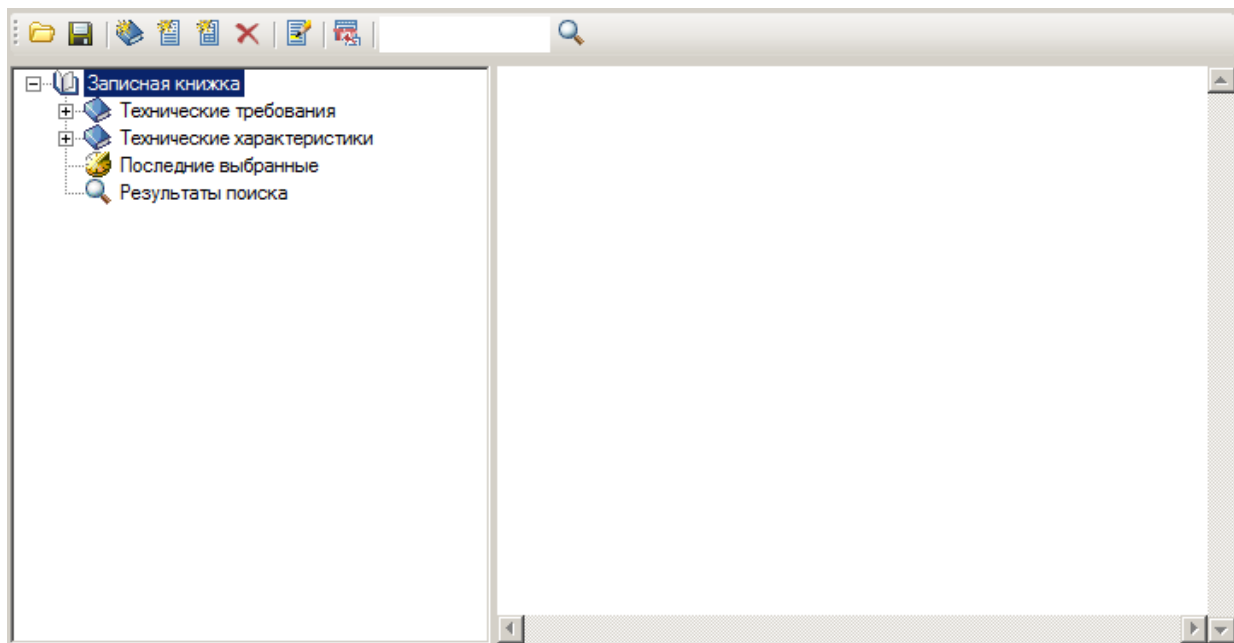 Записная книжка
Технические требования
Технические характеристики
Последние выбранные
Результаты поиска